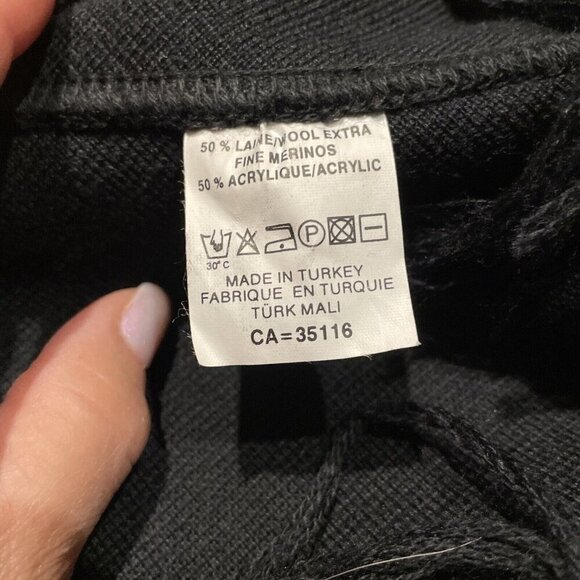 50 % LAINE/WOOL EXTRA
FINE MÉRINOS
50 % ACRYLIQUE/ACRYLIC
P
30° C
MADE IN TURKEY
FABRIQUE EN TURQUIE
TÜRK MALI
CA=35116